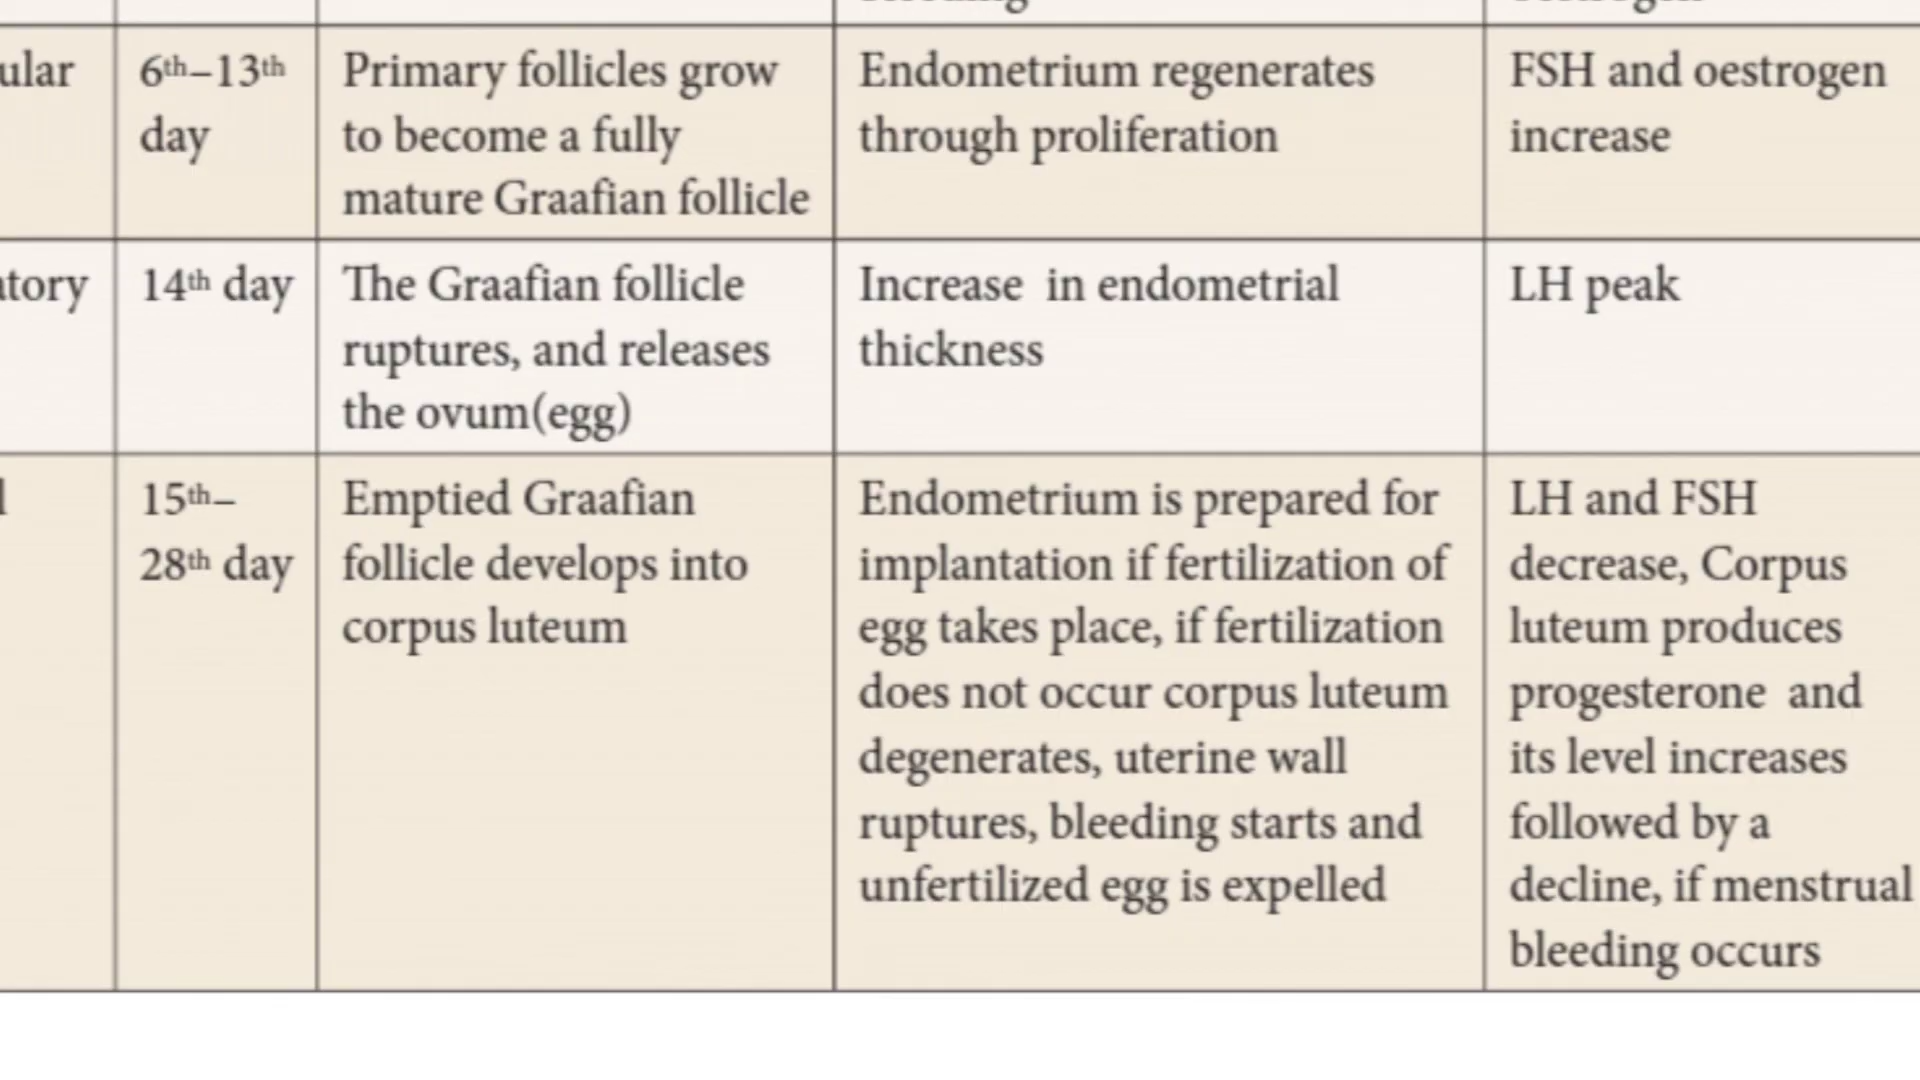 ular
6th–13th
day
Primary follicles grow
to become a fully
mature Graafian follicle
Endometrium regenerates
through proliferation
FSH and oestrogen
increase
atory
14th day
The Graafian follicle
ruptures, and releases
the ovum(egg)
Increase in endometrial
thickness
LH peak
l
15th–
28th day
Emptied Graafian
follicle develops into
corpus luteum
Endometrium is prepared for
implantation if fertilization of
egg takes place, if fertilization
does not occur corpus luteum
degenerates, uterine wall
ruptures, bleeding starts and
unfertilized egg is expelled
LH and FSH
decrease, Corpus
luteum produces
progesterone and
its level increases
followed by a
decline, if menstrual
bleeding occurs